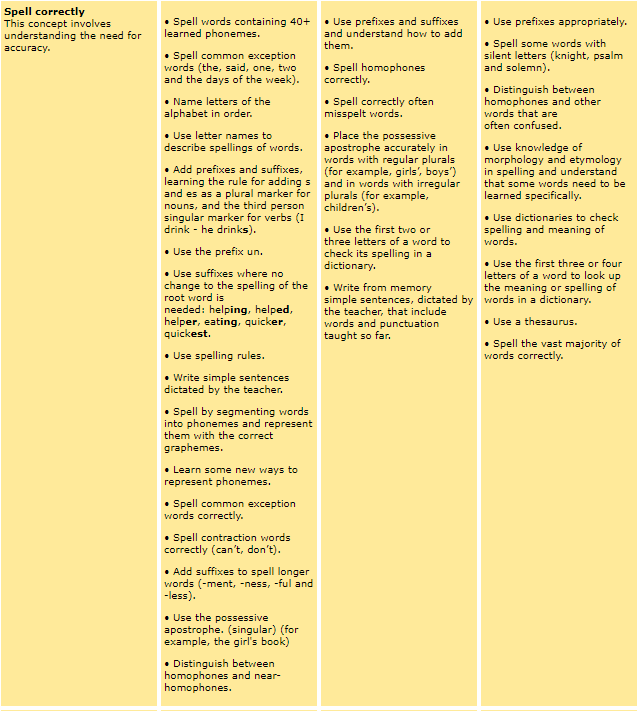 Spell correctly
This concept involves
understanding the need for
accuracy.
• Spell words containing 40+
learned phonemes.
• Spell common exception
words (the, said, one, two
and the days of the week).
• Name letters of the
alphabet in order.
• Use letter names to
describe spellings of words.
• Add prefixes and suffixes,
learning the rule for adding s
and es as a plural marker for
nouns, and the third person
singular marker for verbs (I
drink - he drinks).
• Use the prefix un.
• Use suffixes where no
change to the spelling of the
root word is
needed: helping, helped,
helper, eating, quicker,
quickest.
• Use spelling rules.
• Write simple sentences
dictated by the teacher.
• Spell by segmenting words
into phonemes and represent
them with the correct
graphemes.
• Learn some new ways to
represent phonemes.
• Spell common exception
words correctly.
• Spell contraction words
correctly (can’t, don’t).
• Add suffixes to spell longer
words (-ment, -ness, -ful and
-less).
• Use the possessive
apostrophe. (singular) (for
example, the girl's book)
• Distinguish between
homophones and near-
homophones.
• Use prefixes and suffixes
and understand how to add
them.
• Spell homophones
correctly.
• Spell correctly often
misspelt words.
• Place the possessive
apostrophe accurately in
words with regular plurals
(for example, girls’, boys’)
and in words with irregular
plurals (for example,
children’s).
• Use the first two or
three letters of a word to
check its spelling in a
dictionary.
• Write from memory
simple sentences, dictated by
the teacher, that include
words and punctuation
taught so far.
• Use prefixes appropriately.
• Spell some words with
silent letters (knight, psalm
and solemn).
• Distinguish between
homophones and other
words that are
often confused.
• Use knowledge of
morphology and etymology
in spelling and understand
that some words need to be
learned specifically.
• Use dictionaries to check
spelling and meaning of
words.
• Use the first three or four
letters of a word to look up
the meaning or spelling of
words in a dictionary.
• Use a thesaurus.
• Spell the vast majority of
words correctly.